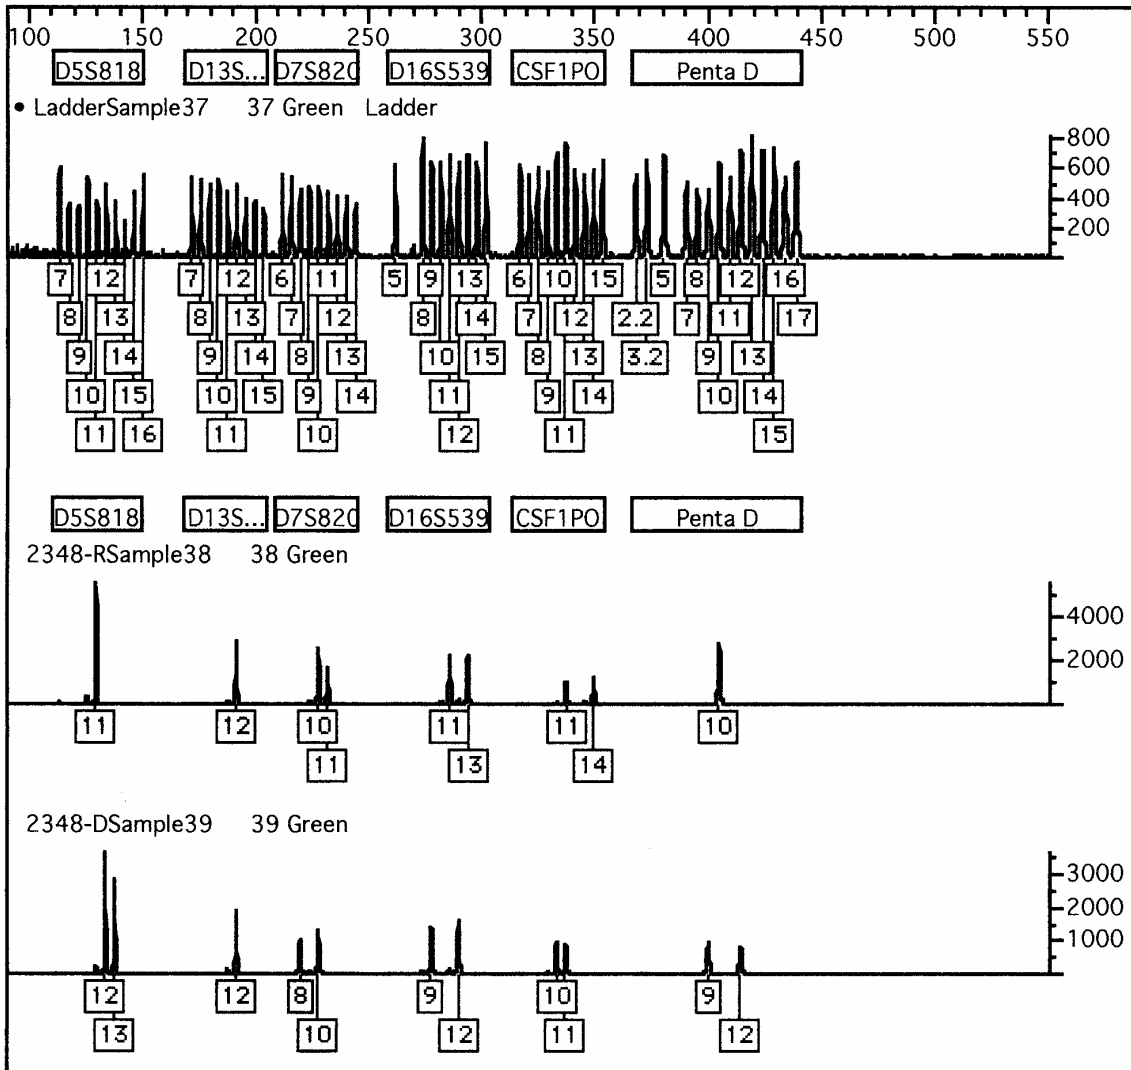 100 150 200 250 300 350 400 450 500 550
D5S818 D13S... D7S820 D16S539 CSF1PO Penta D
• LadderSample37 37 Green Ladder
800
600
400
200
7 12 7 12 6 11 5 9 13 6 10 15 5 8 12 16
8 13 8 13 7 12 8 14 7 12 2.2 7 11 17
9 14 9 14 8 13 10 15 8 13 3.2 9 13
10 15 10 15 9 14 11 9 14 10 14
11 16 11 10 12 11 15
D5S818 D13S... D7S820 D16S539 CSF1PO Penta D
2348-RSample38 38 Green
4000
2000
11 12 10 11 11 10
11 13 14
2348-DSample39 39 Green
3000
2000
1000
12 12 8 9 10 9
13 10 12 11 12